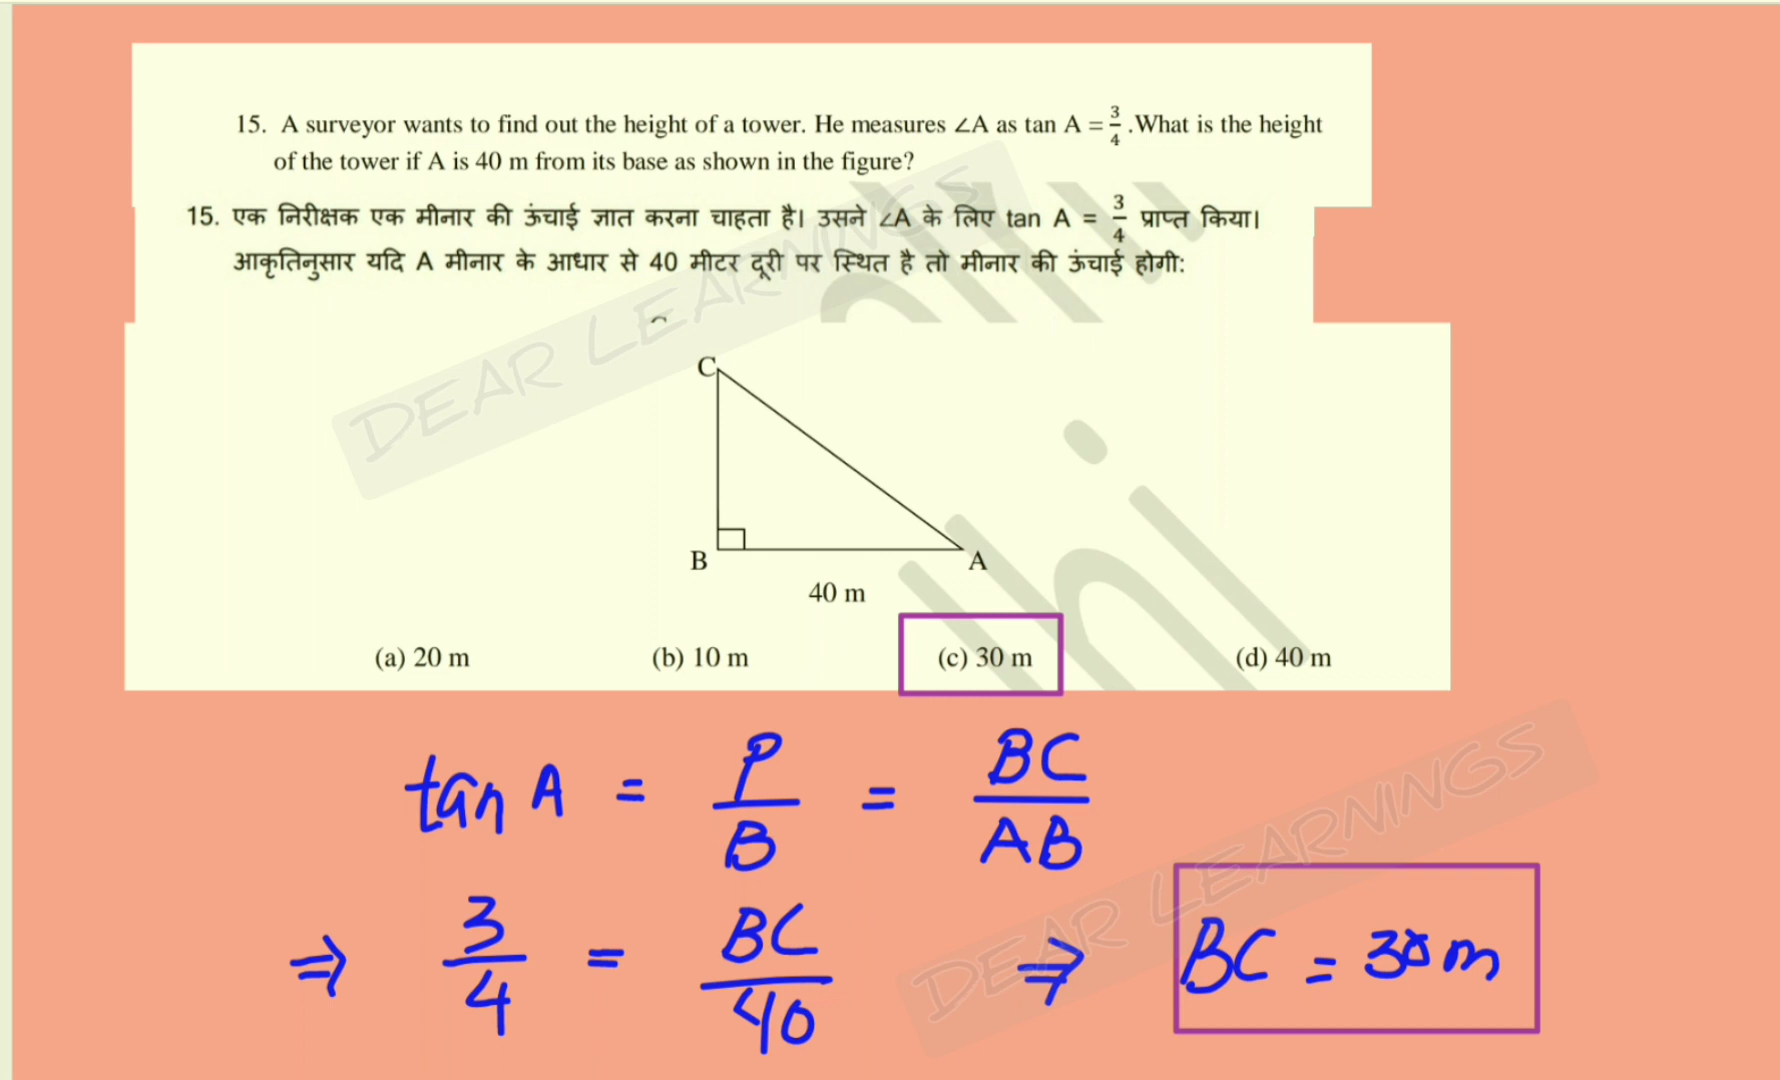 15. A surveyor wants to find out the height of a tower. He measures ∠A as tan A = 3/4 .What is the height
of the tower if A is 40 m from its base as shown in the figure?
15. एक निरीक्षक एक मीनार की ऊंचाई ज्ञात करना चाहता है। उसने ∠A के लिए tan A = 3/4 प्राप्त किया।
आकृतिनुसार यदि A मीनार के आधार से 40 मीटर दूरी पर स्थित है तो मीनार की ऊंचाई होगी:
DEAR LEARNINGS
C
B A
40 m
(a) 20 m (b) 10 m (c) 30 m (d) 40 m
tan A = P/B = BC/AB
⇒ 3/4 = BC/40 ⇒ BC = 30 m
DEAR LEARNINGS